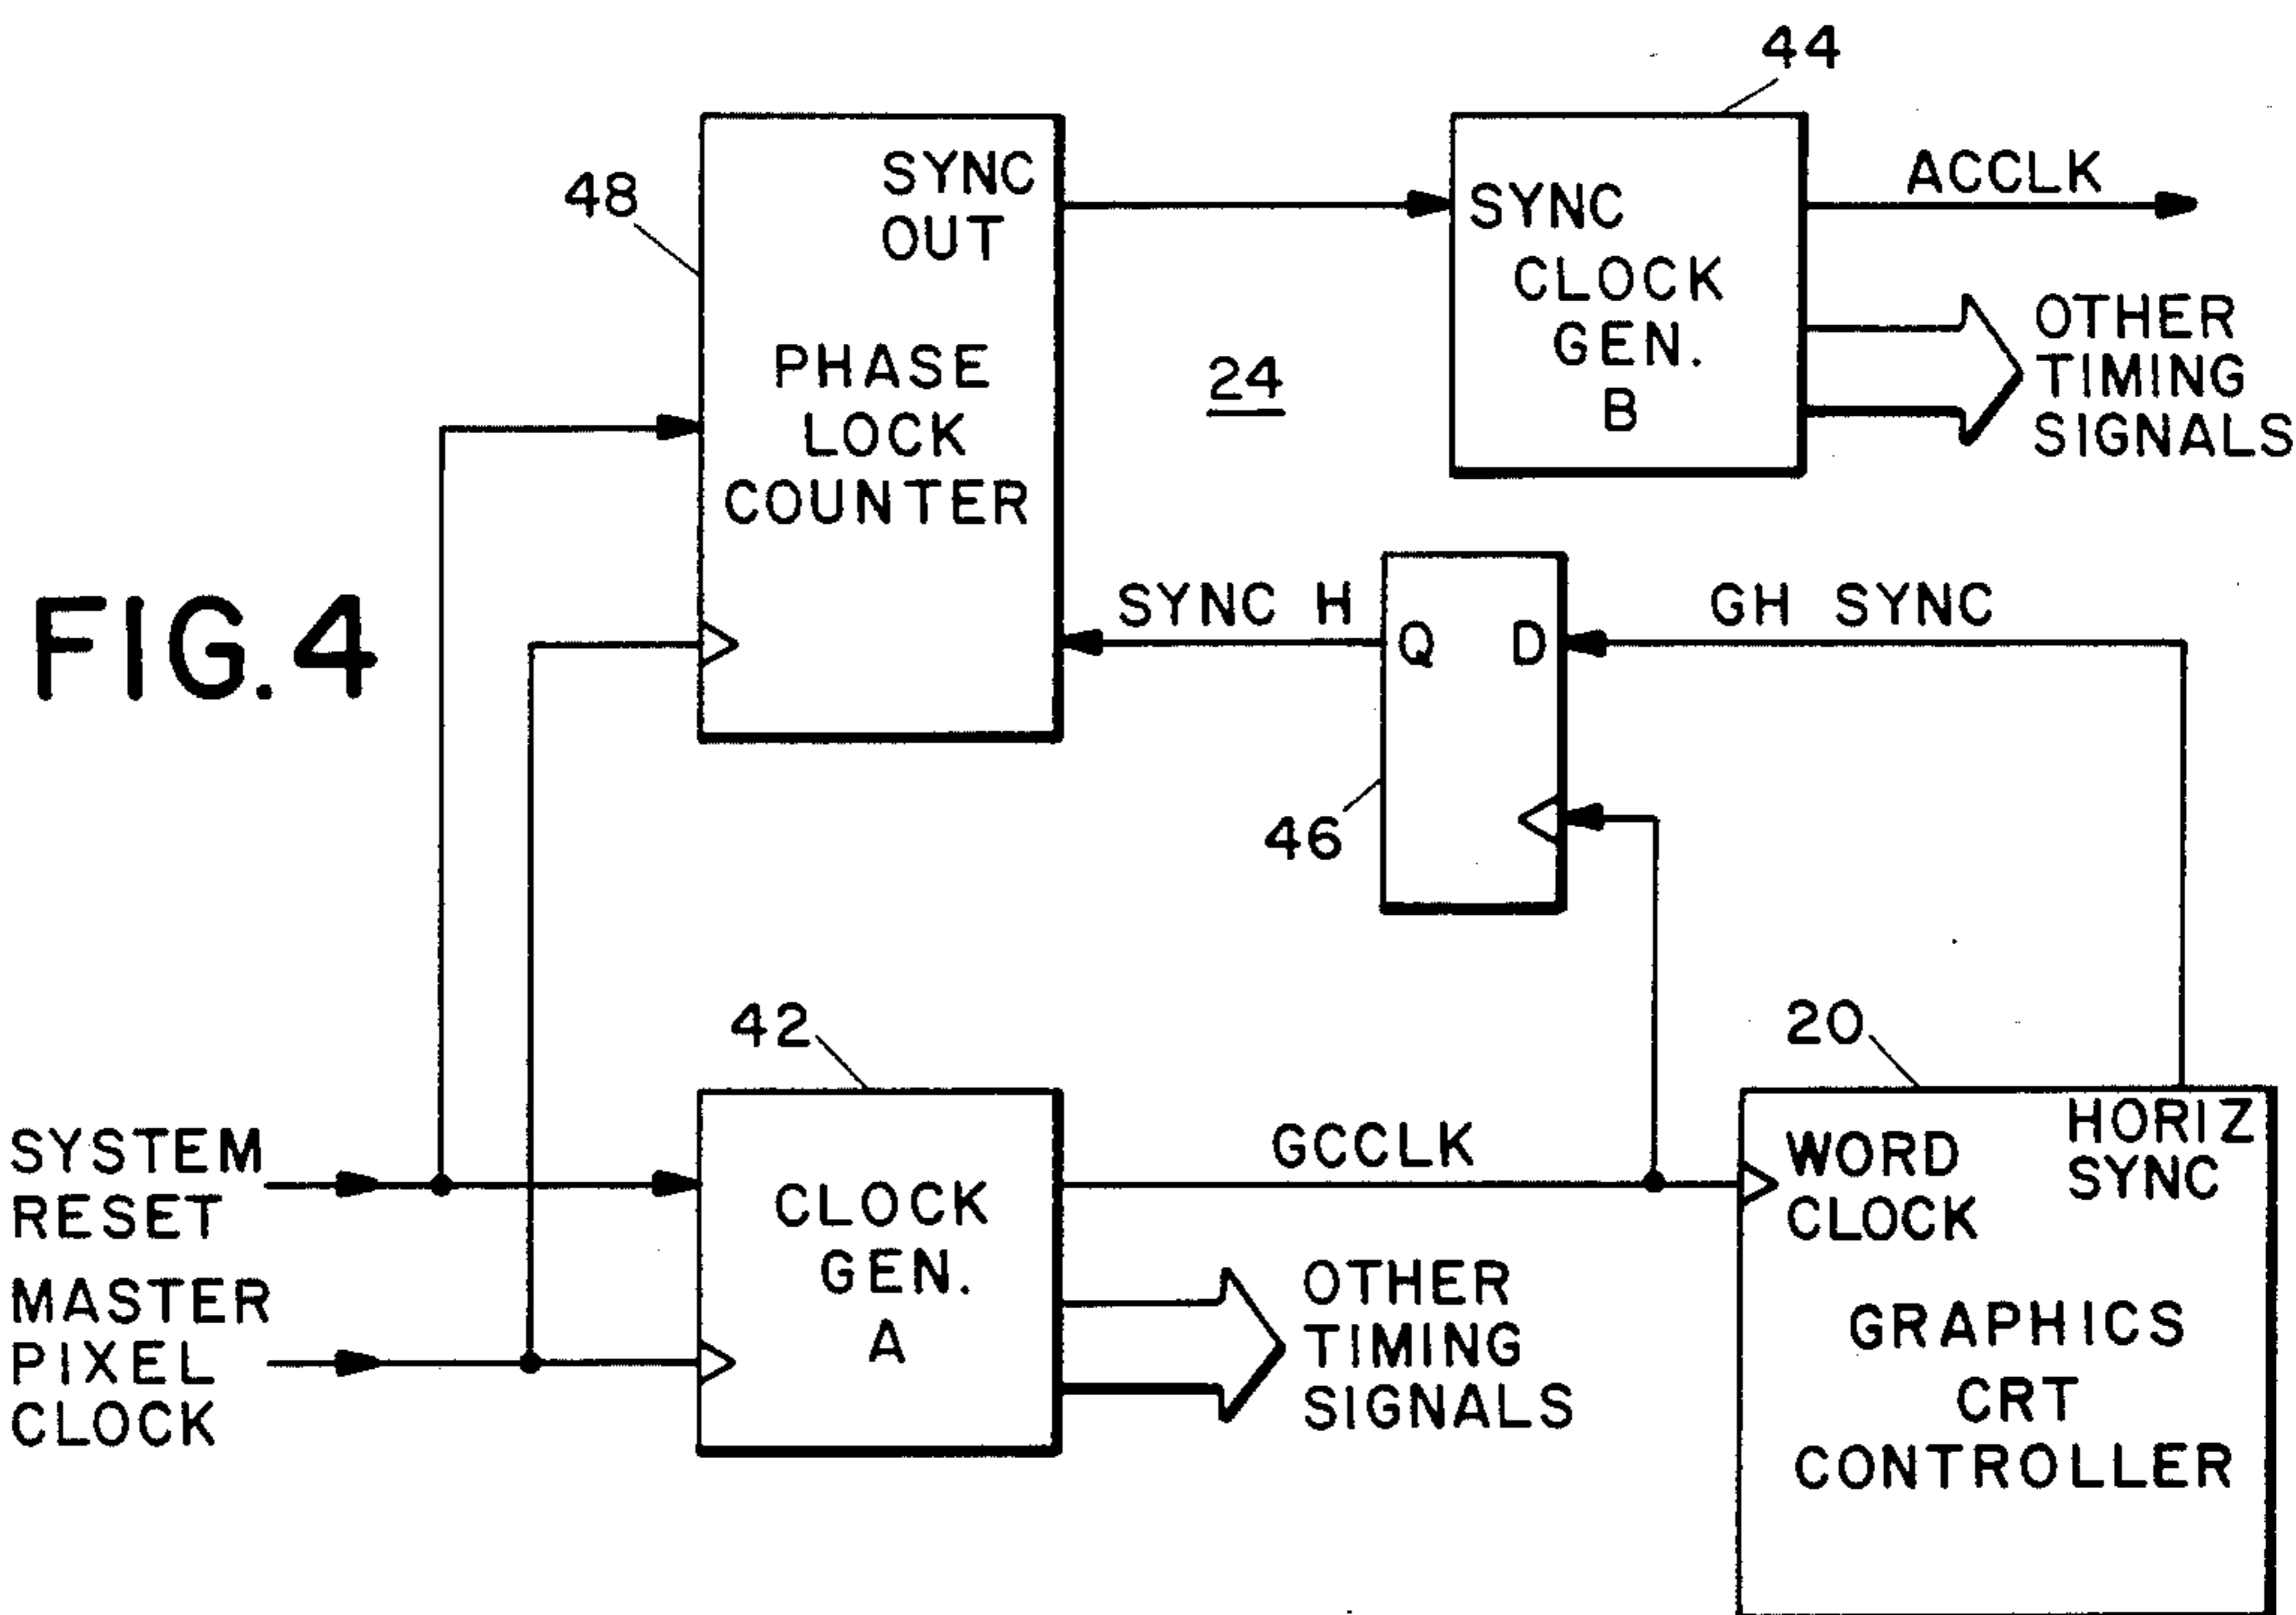 44
48
SYNC
OUT
PHASE
LOCK
COUNTER
24
SYNC
CLOCK
GEN.
B
ACCLK
OTHER
TIMING
SIGNALS
FIG.4
SYNC H
Q
D
GH SYNC
46
42
20
SYSTEM
RESET
MASTER
PIXEL
CLOCK
CLOCK
GEN.
A
GCCLK
OTHER
TIMING
SIGNALS
HORIZ
SYNC
WORD
CLOCK
GRAPHICS
CRT
CONTROLLER